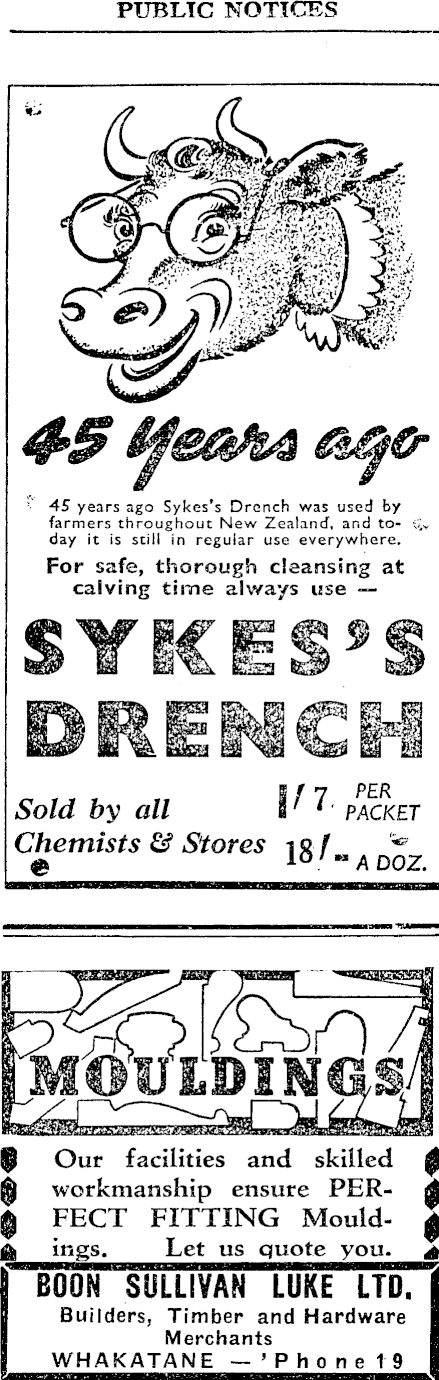 PUBLIC NOTICES
45 Years ago
45 years ago Sykes's Drench was used by
farmers throughout New Zealand, and to-
day it is still in regular use everywhere.
For safe, thorough cleansing at
calving time always use —
SYKES'S
DRENCH
Sold by all
Chemists & Stores
1/7 PER
PACKET
18/- A DOZ.
MOULDINGS
Our facilities and skilled
workmanship ensure PER-
FECT FITTING Mould-
ings. Let us quote you.
BOON SULLIVAN LUKE LTD.
Builders, Timber and Hardware
Merchants
WHAKATANE — 'Phone 19